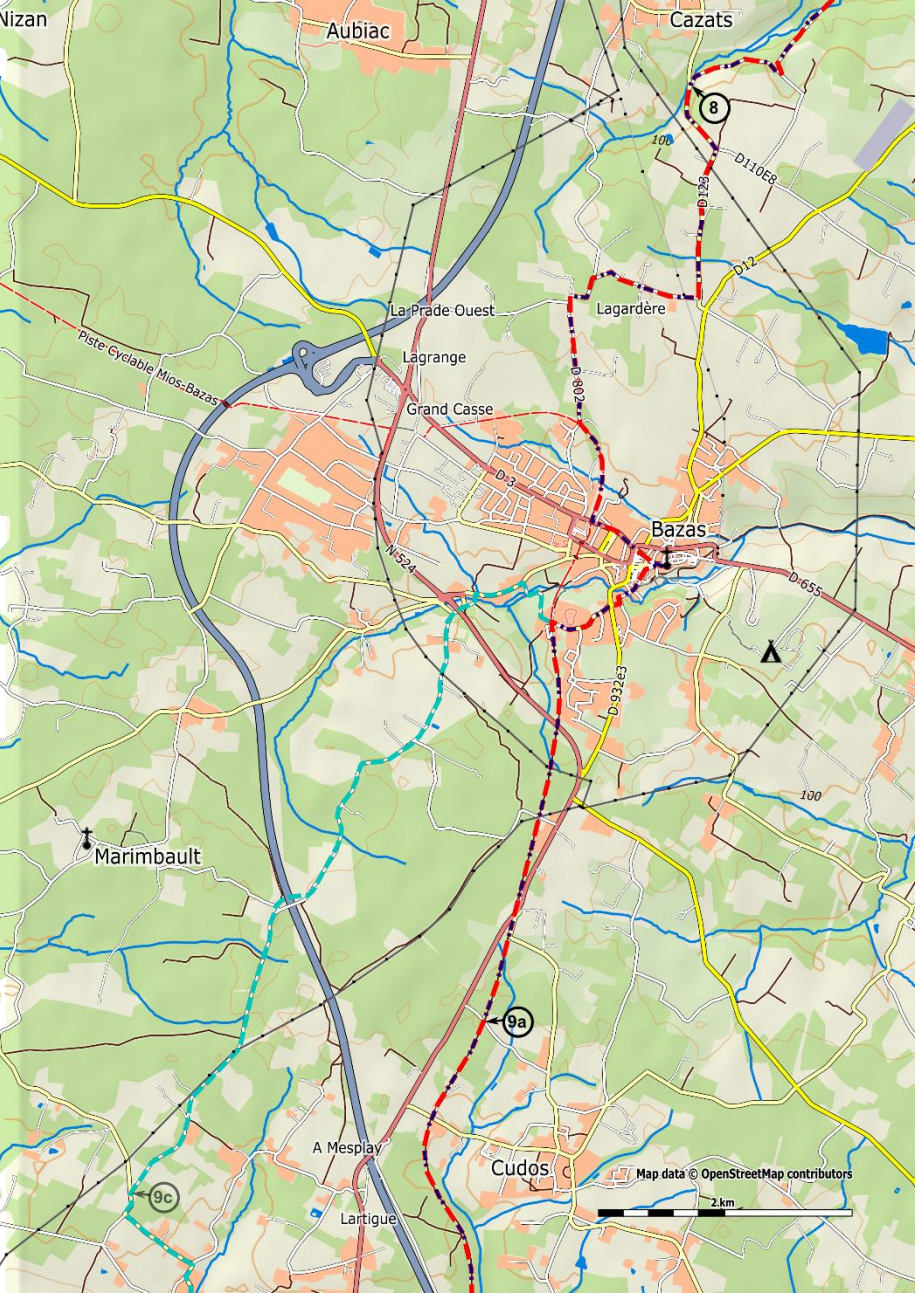 Nizan
Aubiac
Cazats
8
100
D110E8
D123
D12
La Prade Ouest
Lagardère
Piste Cyclable Mios-Bazas
Lagrange
D 802
Grand Casse
D 3
Bazas
N 524
D 655
D 932e3
100
Marimbault
9a
A Mesplay
Cudos
Map data © OpenStreetMap contributors
9c
2 km
Lartigue